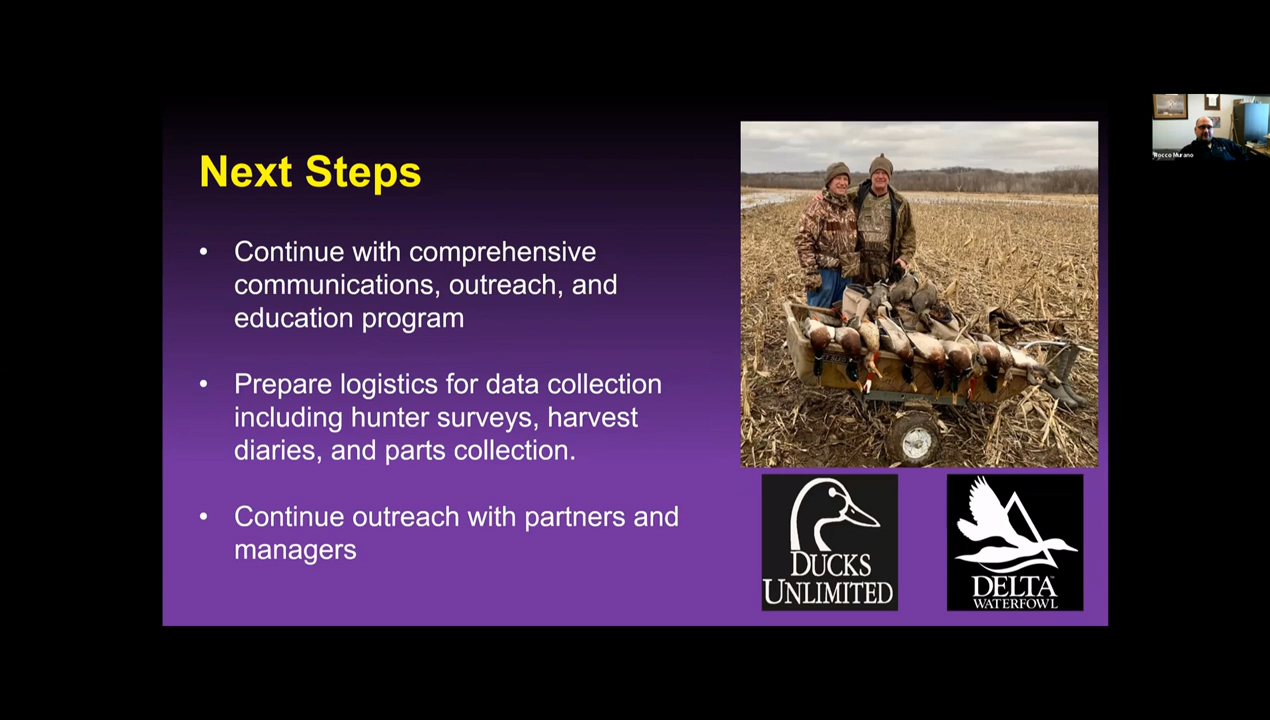 Next Steps
• Continue with comprehensive
communications, outreach, and
education program
• Prepare logistics for data collection
including hunter surveys, harvest
diaries, and parts collection.
• Continue outreach with partners and
managers
DUCKS
UNLIMITED
DELTA
WATERFOWL
Rocco Murano